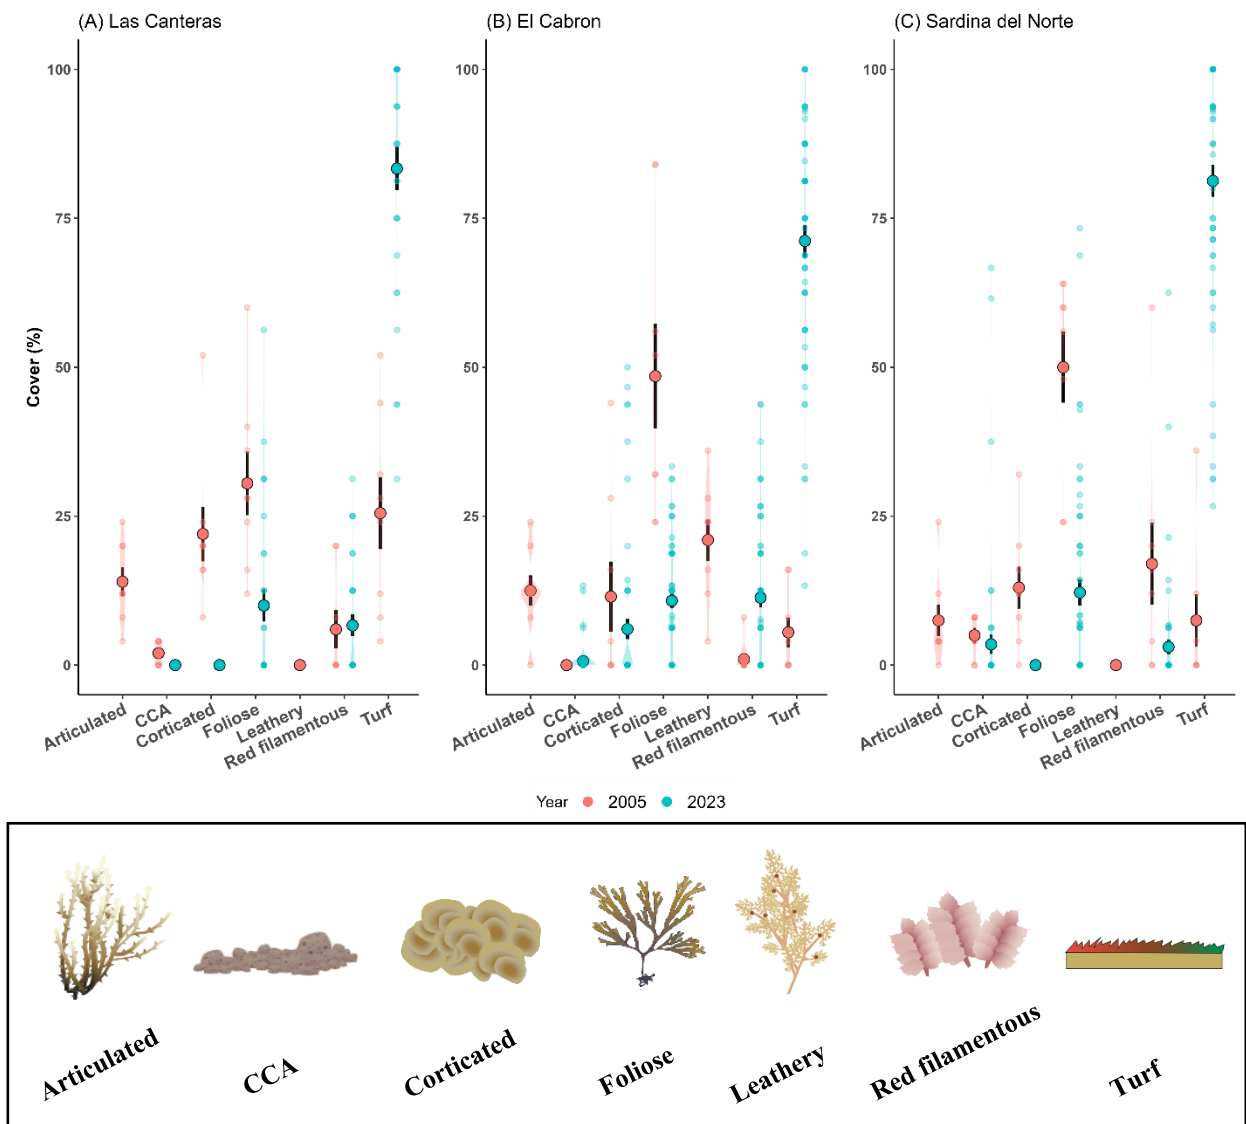 (A) Las Canteras
(B) El Cabron
(C) Sardina del Norte
Cover (%)
100
75
50
25
0
100
75
50
25
0
100
75
50
25
0
Articulated
CCA
Corticated
Foliose
Leathery
Red filamentous
Turf
Articulated
CCA
Corticated
Foliose
Leathery
Red filamentous
Turf
Articulated
CCA
Corticated
Foliose
Leathery
Red filamentous
Turf
Year 2005 2023
Articulated
CCA
Corticated
Foliose
Leathery
Red filamentous
Turf